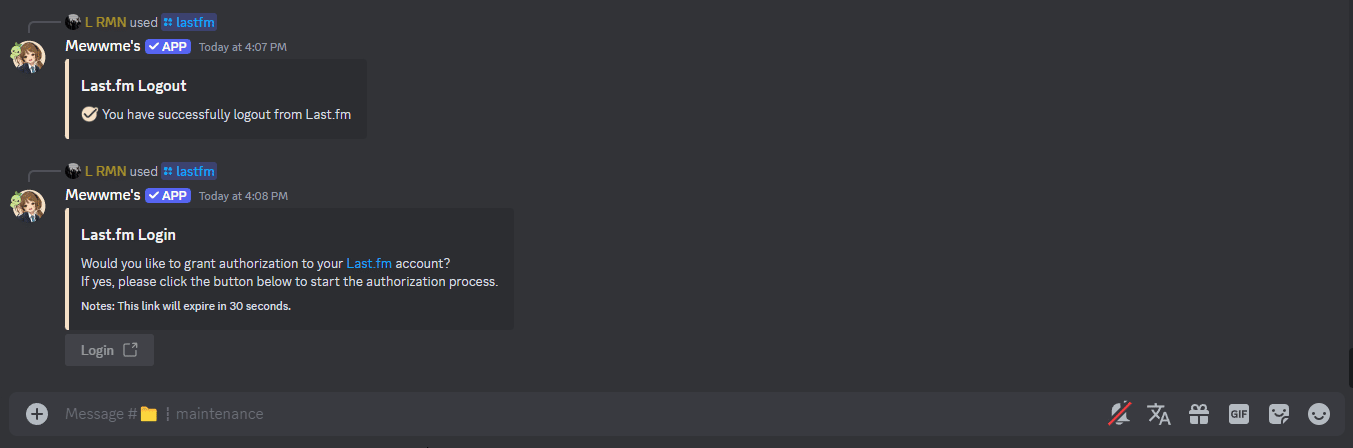 L RMN used lastfm
Mewwme's APP Today at 4:07 PM
Last.fm Logout
You have successfully logout from Last.fm
L RMN used lastfm
Mewwme's APP Today at 4:08 PM
Last.fm Login
Would you like to grant authorization to your Last.fm account?
If yes, please click the button below to start the authorization process.
Notes: This link will expire in 30 seconds.
Login
Message #📁┊maintenance
GIF